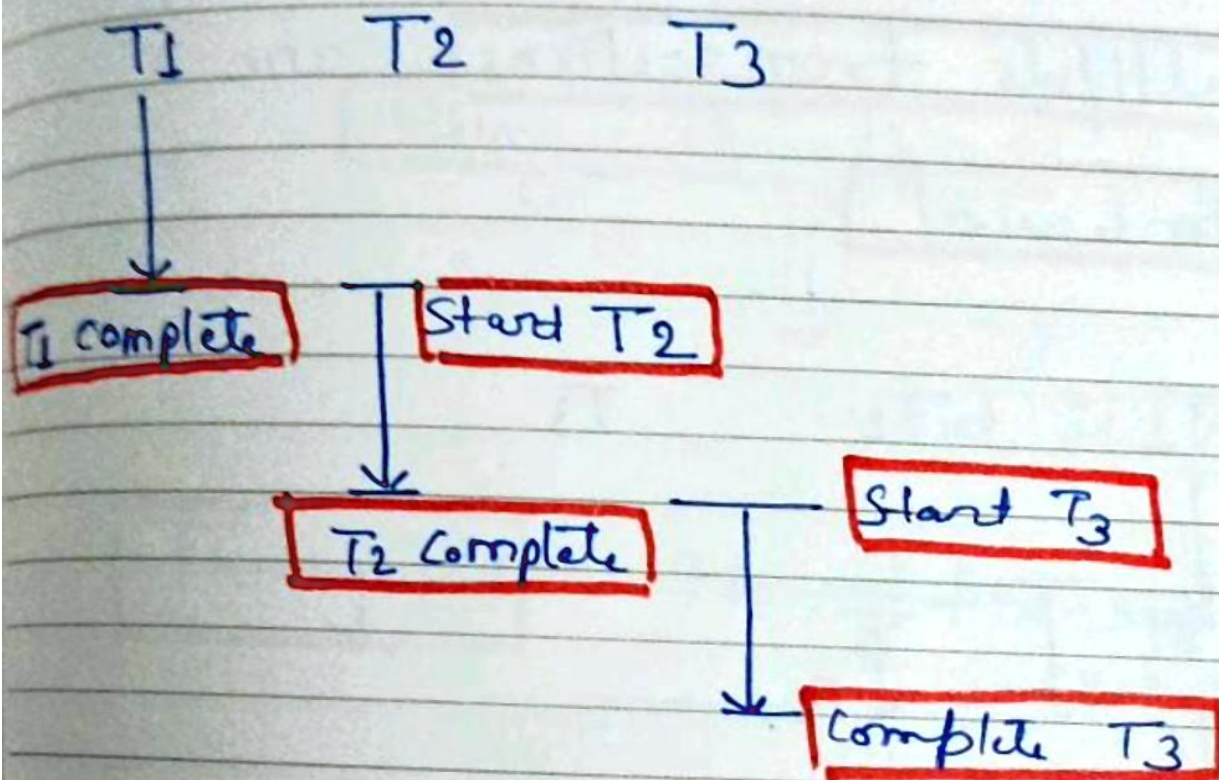 T1 T2 T3
T1 complete
Start T2
T2 complete
Start T3
Complete T3